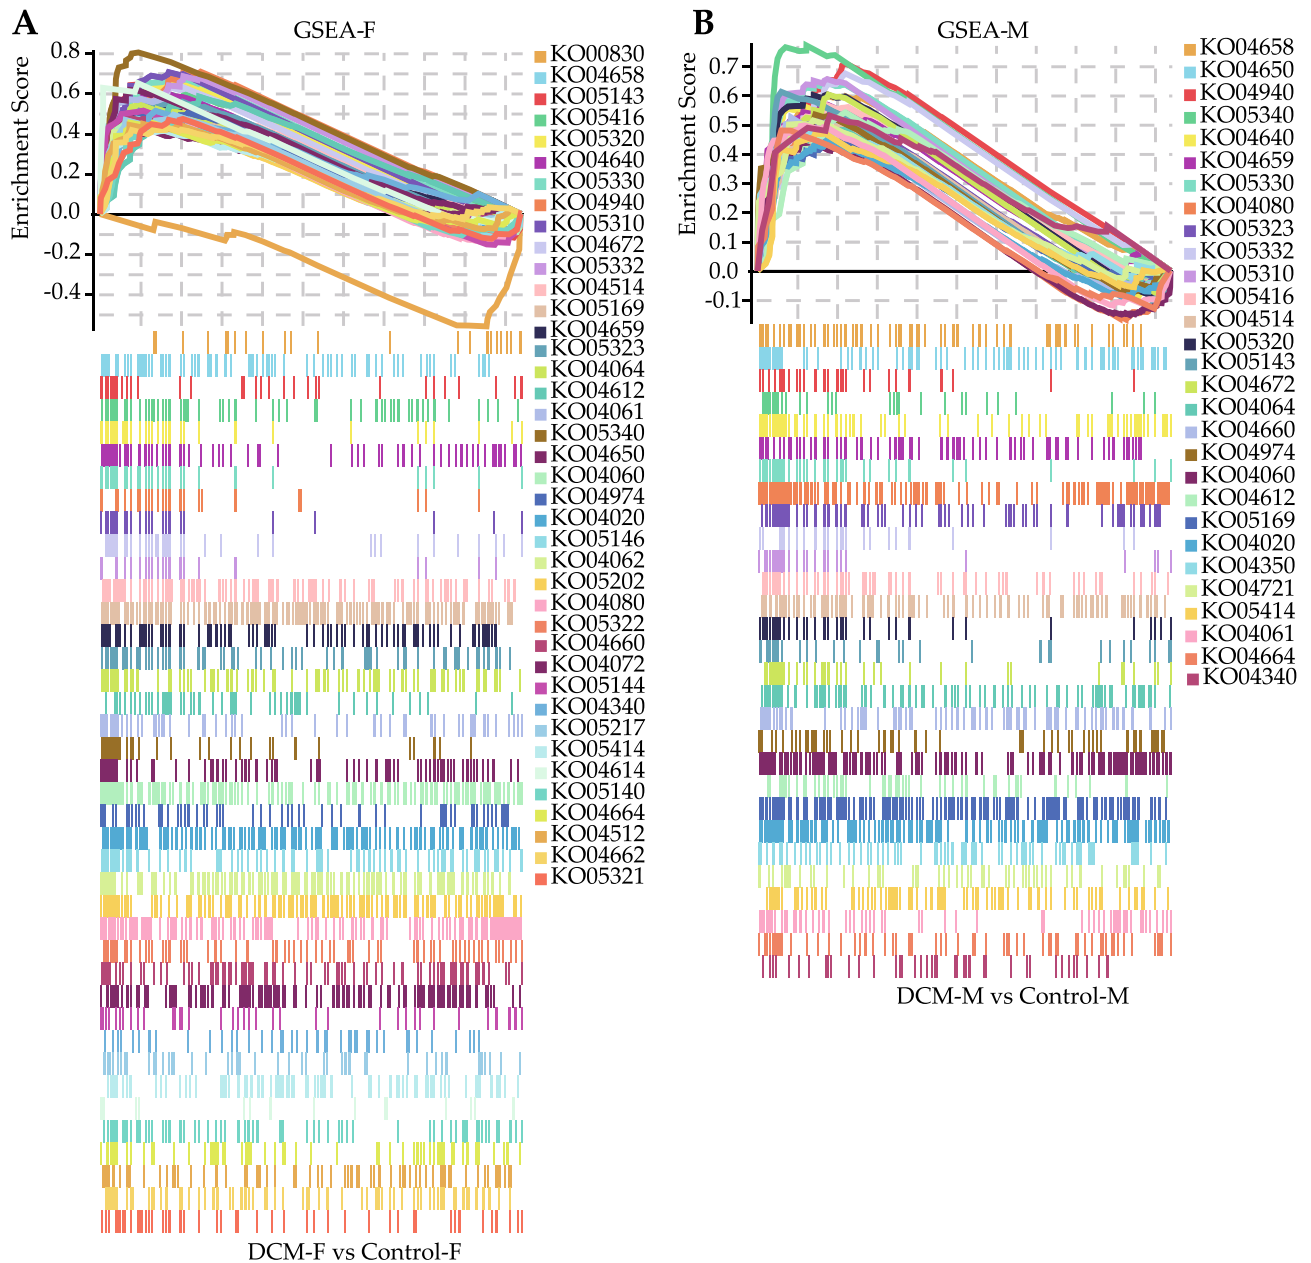 A
GSEA-F
Enrichment Score
0.8
0.6
0.4
0.2
0.0
-0.2
-0.4
KO00830
KO04658
KO05143
KO05416
KO05320
KO04640
KO05330
KO04940
KO05310
KO04672
KO05332
KO04514
KO05169
KO04659
KO05323
KO04064
KO04612
KO04061
KO05340
KO04650
KO04060
KO04974
KO04020
KO05146
KO04062
KO05202
KO04080
KO05322
KO04660
KO04072
KO05144
KO04340
KO05217
KO05414
KO04614
KO05140
KO04664
KO04512
KO04662
KO05321
DCM-F vs Control-F
B
GSEA-M
Enrichment Score
0.7
0.6
0.5
0.4
0.3
0.2
0.1
0.0
-0.1
KO04658
KO04650
KO04940
KO05340
KO04640
KO04659
KO05330
KO04080
KO05323
KO05332
KO05310
KO05416
KO04514
KO05320
KO05143
KO04672
KO04064
KO04660
KO04974
KO04060
KO04612
KO05169
KO04020
KO04350
KO04721
KO05414
KO04061
KO04664
KO04340
DCM-M vs Control-M